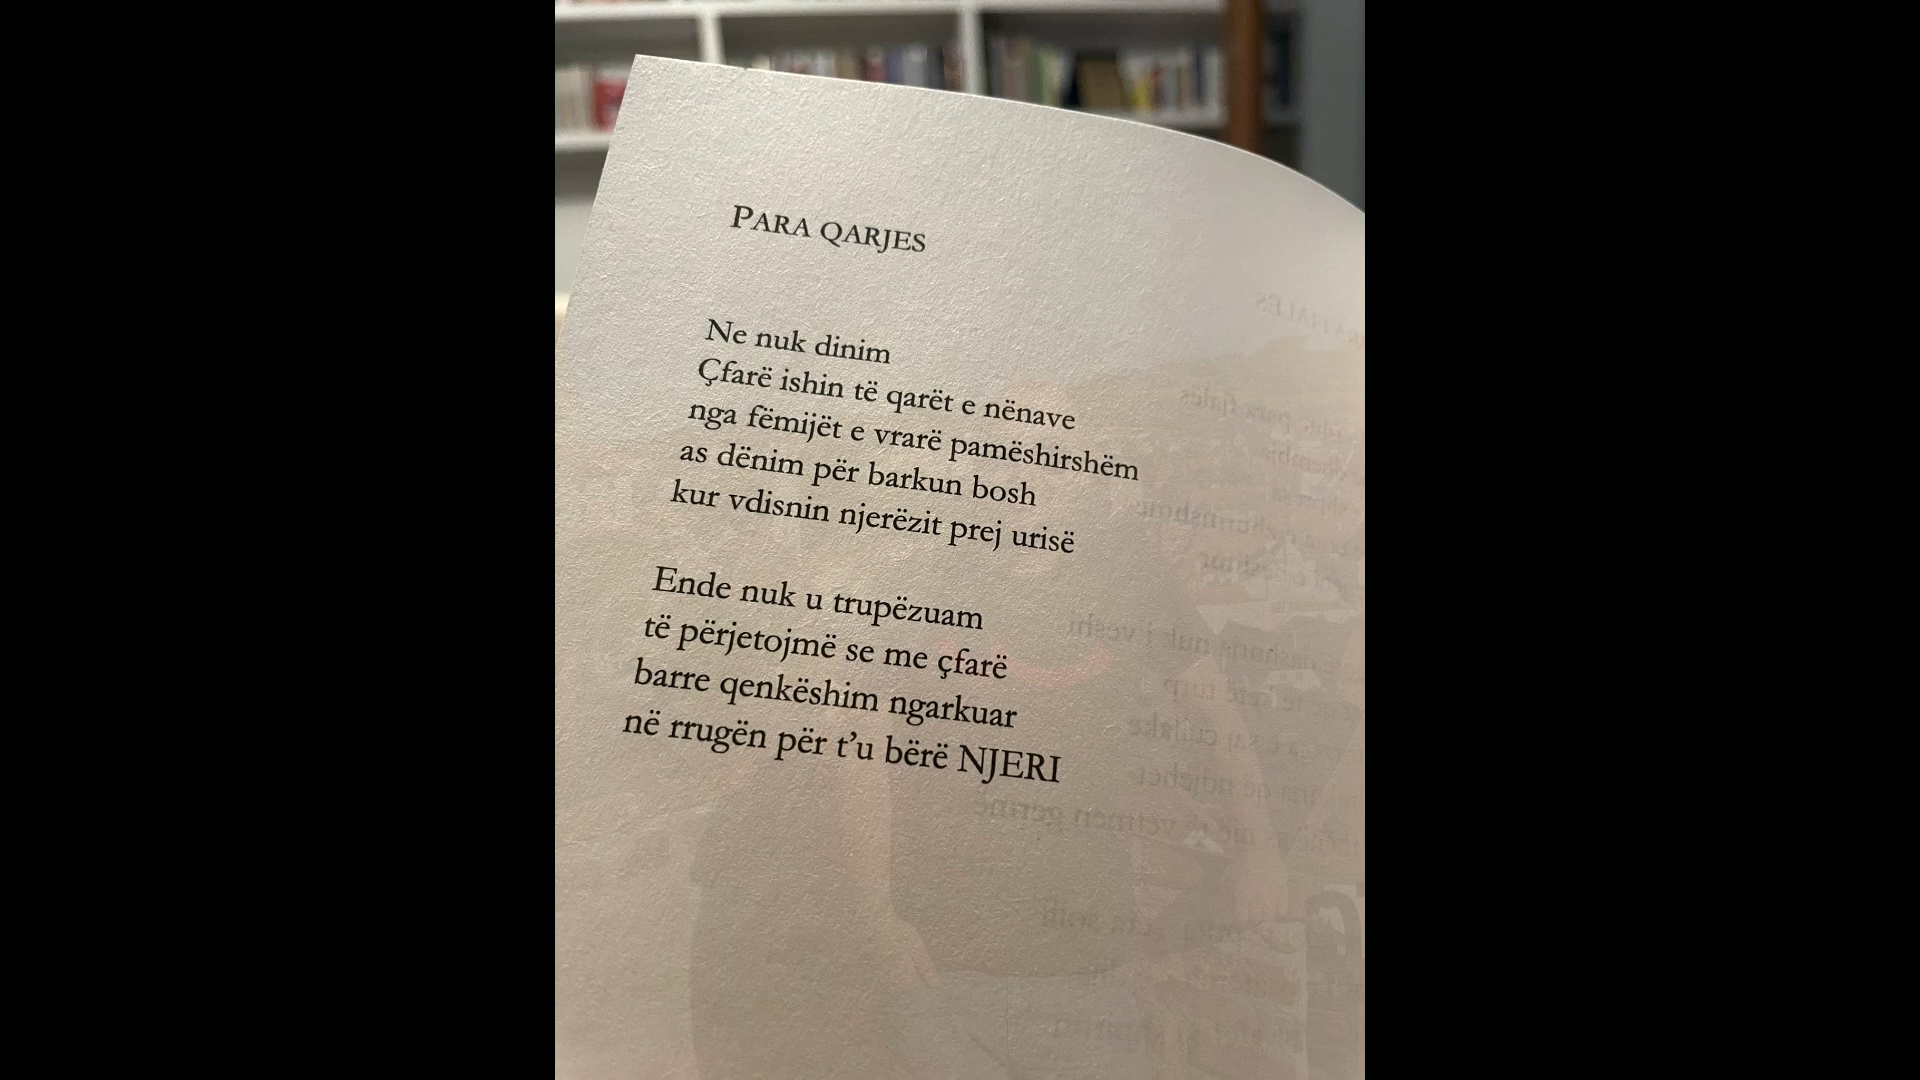 PARA QARJES
Ne nuk dinim
Çfarë ishin të qarët e nënave
nga fëmijët e vrarë pamëshirshëm
as dënim për barkun bosh
kur vdisnin njerëzit prej urisë
Ende nuk u trupëzuam
të përjetojmë se me çfarë
barre qenkëshim ngarkuar
në rrugën për t’u bërë NJERI